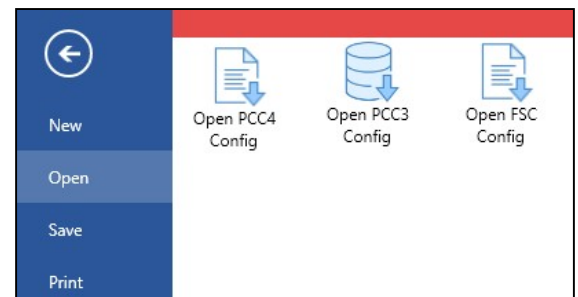 New
Open
Save
Print
Open PCC4
Config
Open PCC3
Config
Open FSC
Config